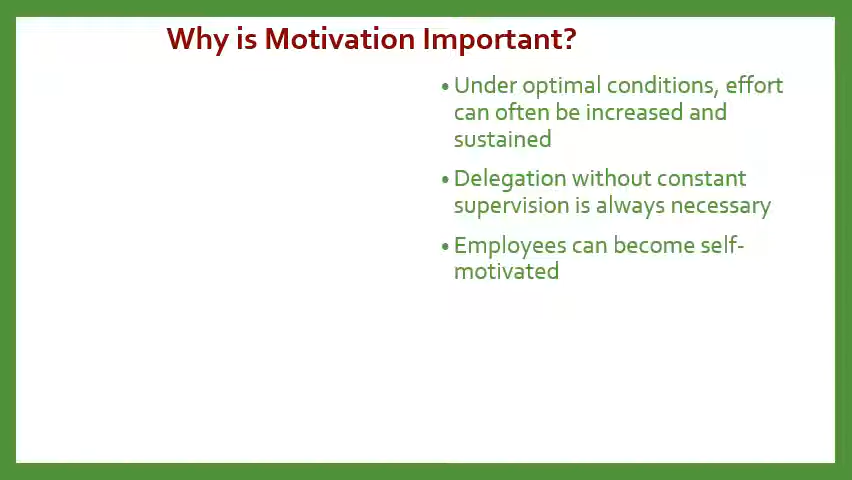 Why is Motivation Important?
• Under optimal conditions, effort
can often be increased and
sustained
• Delegation without constant
supervision is always necessary
• Employees can become self-
motivated